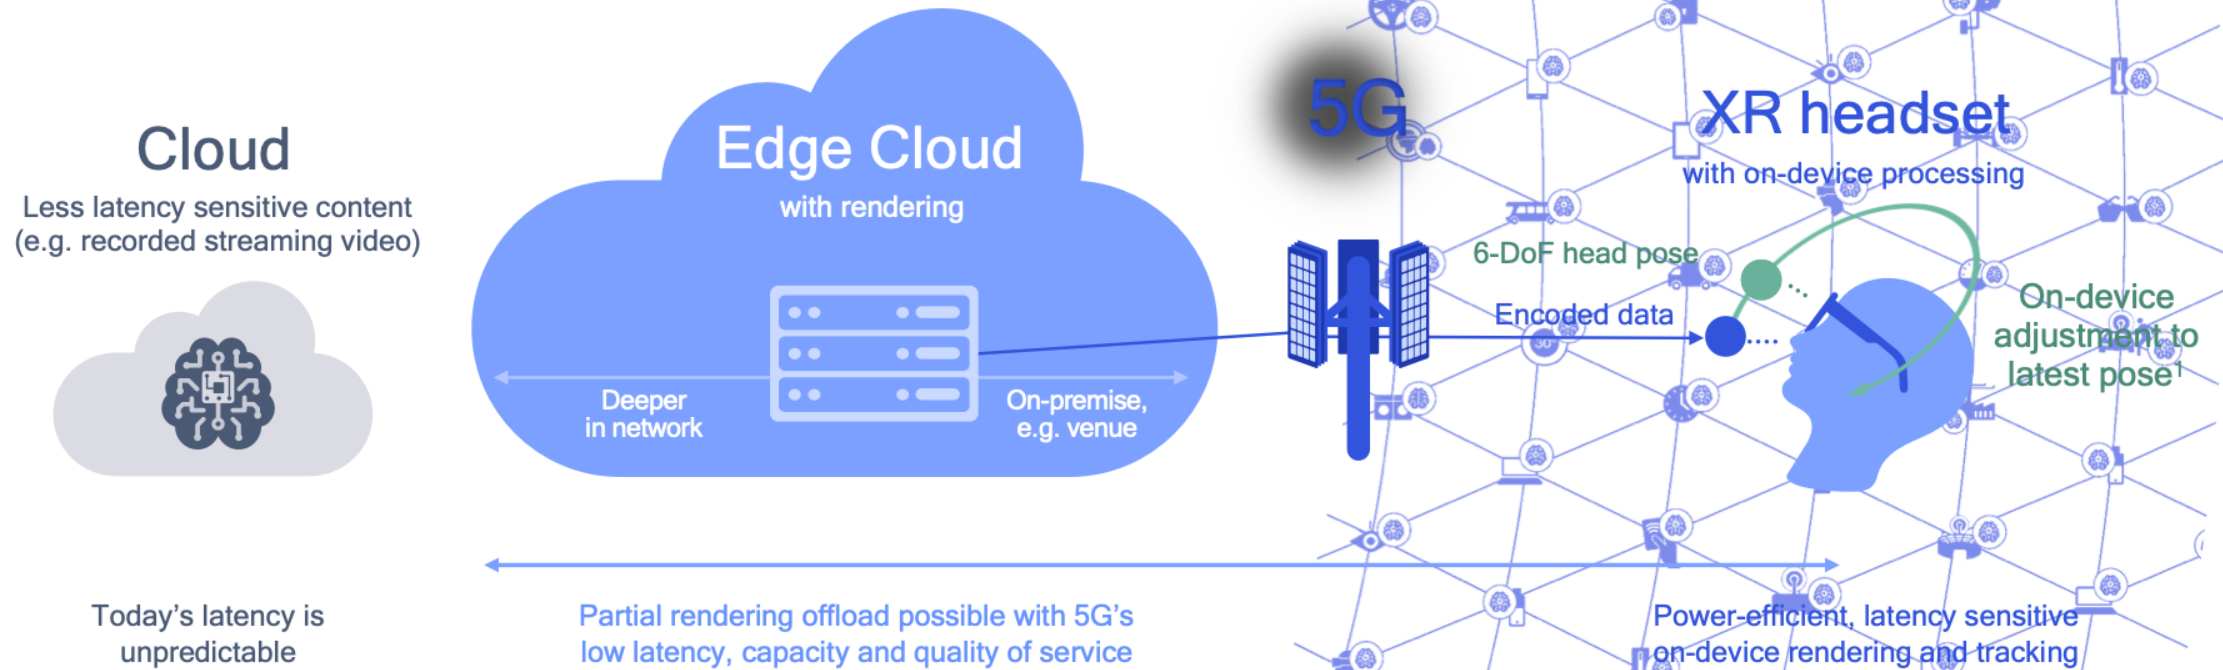 Cloud
Less latency sensitive content
(e.g. recorded streaming video)
Today's latency is
unpredictable
Edge Cloud
with rendering
Deeper
in network
On-premise,
e.g. venue
Partial rendering offload possible with 5G's
low latency, capacity and quality of service
5G
XR headset
with on-device processing
6-DoF head pose
Encoded data
30°
On-device
adjustment to
latest pose¹
Power-efficient, latency sensitive
on-device rendering and tracking